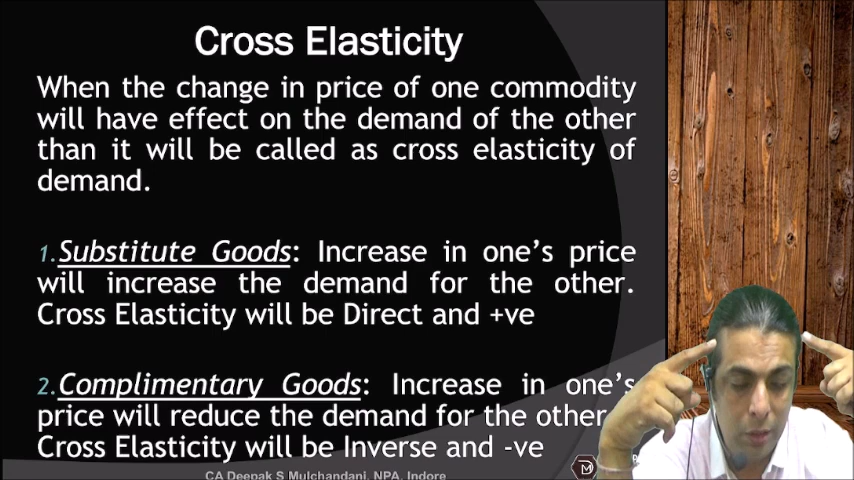 Cross Elasticity
When the change in price of one commodity
will have effect on the demand of the other
than it will be called as cross elasticity of
demand.
1.Substitute Goods: Increase in one's price
will increase the demand for the other.
Cross Elasticity will be Direct and +ve
2.Complimentary Goods: Increase in one's
price will reduce the demand for the other
Cross Elasticity will be Inverse and -ve
CA Deepak S Mulchandani, NPA, Indore